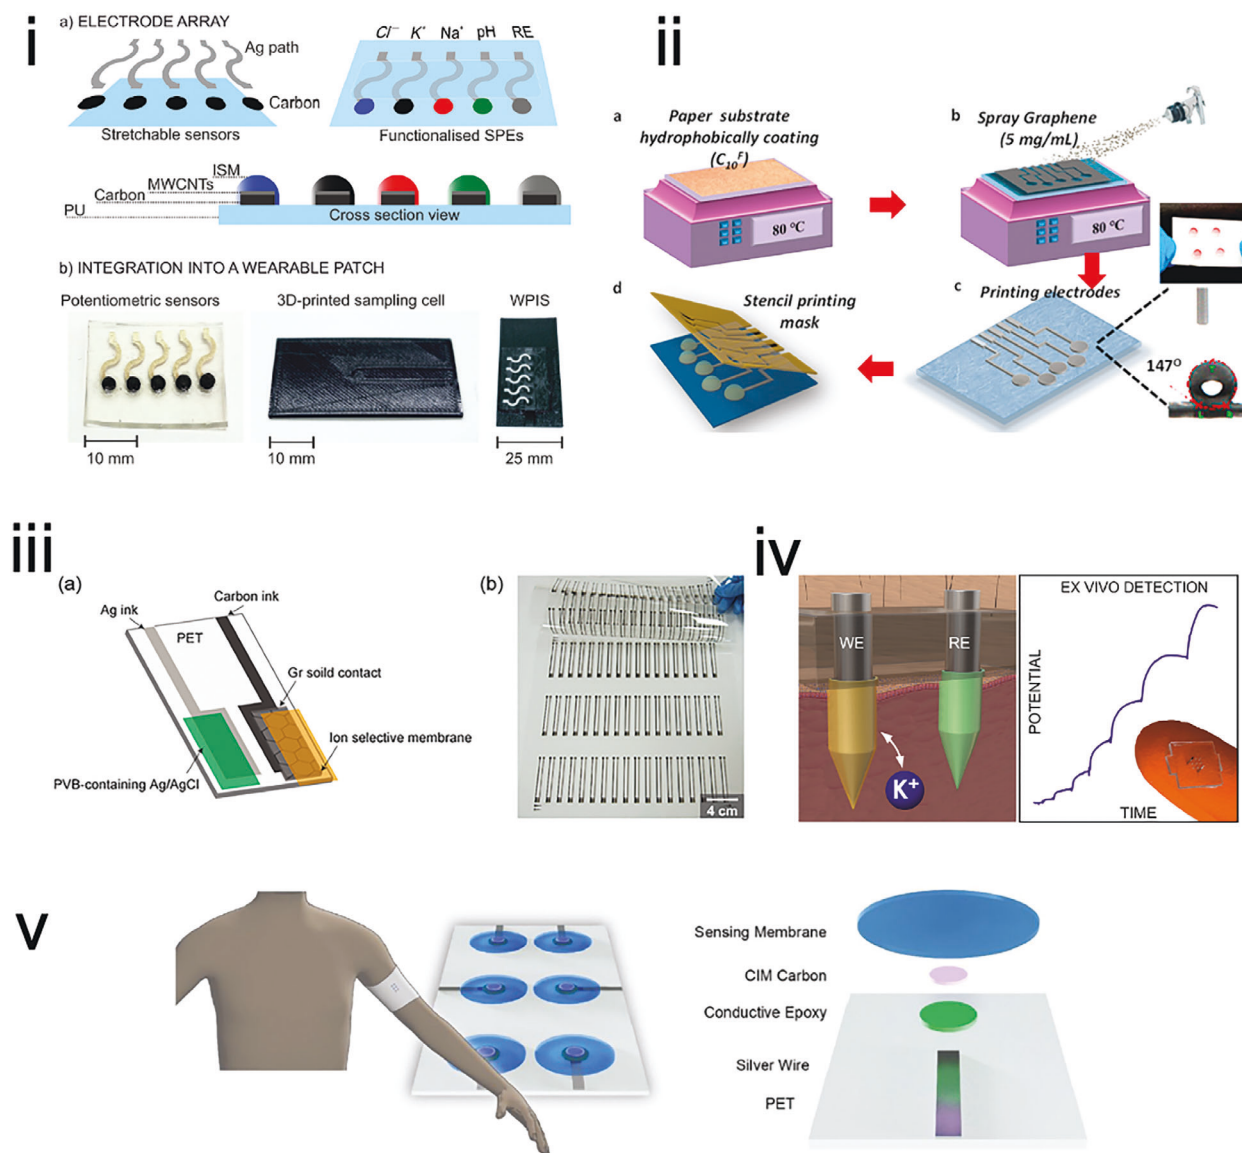 i
a) ELECTRODE ARRAY
Ag path
Carbon
Stretchable sensors
Cl⁻ K⁺ Na⁺ pH RE
Functionalised SPEs
ISM
MWCNTs
Carbon
PU
Cross section view
b) INTEGRATION INTO A WEARABLE PATCH
Potentiometric sensors
3D-printed sampling cell
WPIS
10 mm
10 mm
25 mm
ii
a
Paper substrate
hydrophobically coating
(C₁₀ᶠ)
80 °C
b
Spray Graphene
(5 mg/mL)
80 °C
c
Printing electrodes
147⁰
d
Stencil printing
mask
iii
(a)
Ag ink
Carbon ink
PET
Gr soild contact
Ion selective membrane
PVB-containing Ag/AgCl
(b)
4 cm
iv
WE
RE
K⁺
EX VIVO DETECTION
POTENTIAL
TIME
v
Sensing Membrane
CIM Carbon
Conductive Epoxy
Silver Wire
PET